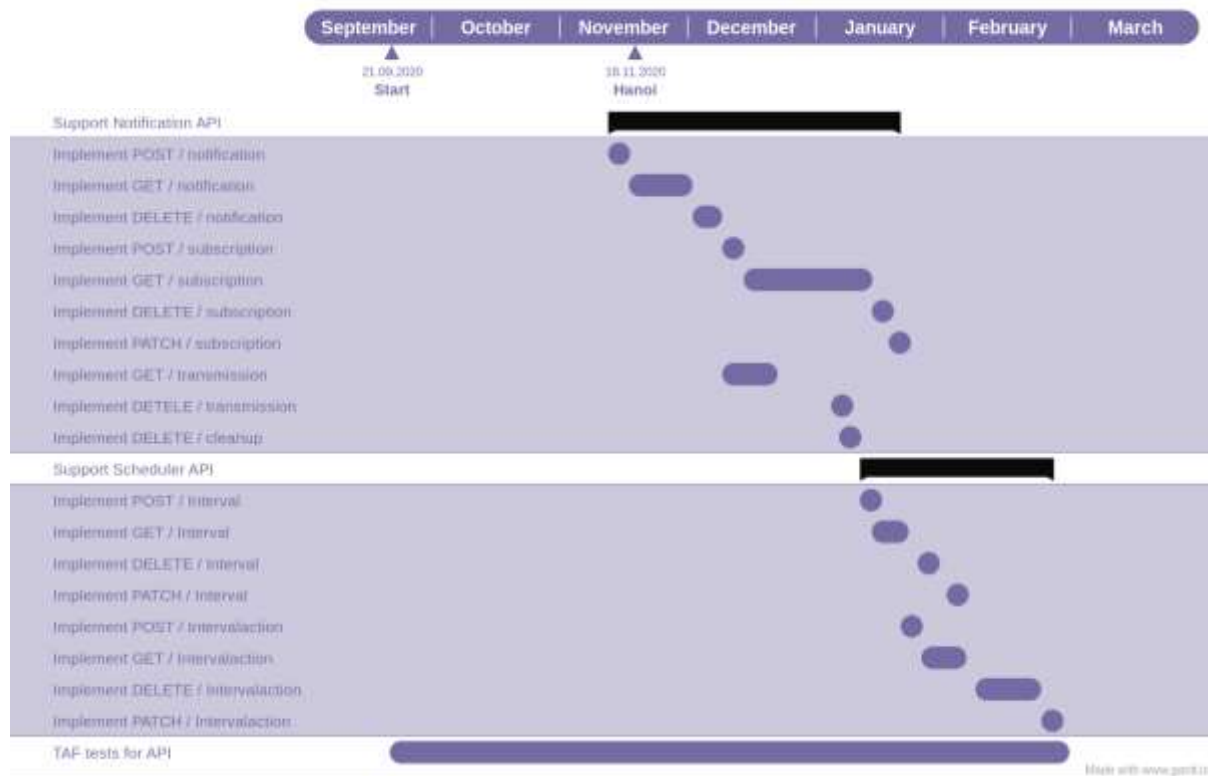 September October November December January February March
21.09.2020 18.11.2020
Start Hanoi
Support Notification API
Implement POST / notification
Implement GET / notification
Implement DELETE / notification
Implement POST / subscription
Implement GET / subscription
Implement DELETE / subscription
Implement PATCH / subscription
Implement GET / transmission
Implement DETELE / transmission
Implement DELETE / cleanup
Support Scheduler API
Implement POST / Interval
Implement GET / Interval
Implement DELETE / Interval
Implement PATCH / Interval
Implement POST / Intervalaction
Implement GET / Intervalaction
Implement DELETE / Intervalaction
Implement PATCH / Intervalaction
TAF tests for API
Made with